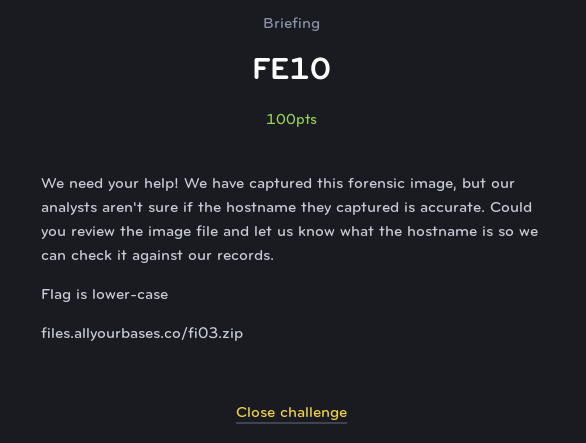 Briefing
FE10
100pts
We need your help! We have captured this forensic image, but our
analysts aren't sure if the hostname they captured is accurate. Could
you review the image file and let us know what the hostname is so we
can check it against our records.
Flag is lower-case
files.allyourbases.co/fi03.zip
Close challenge